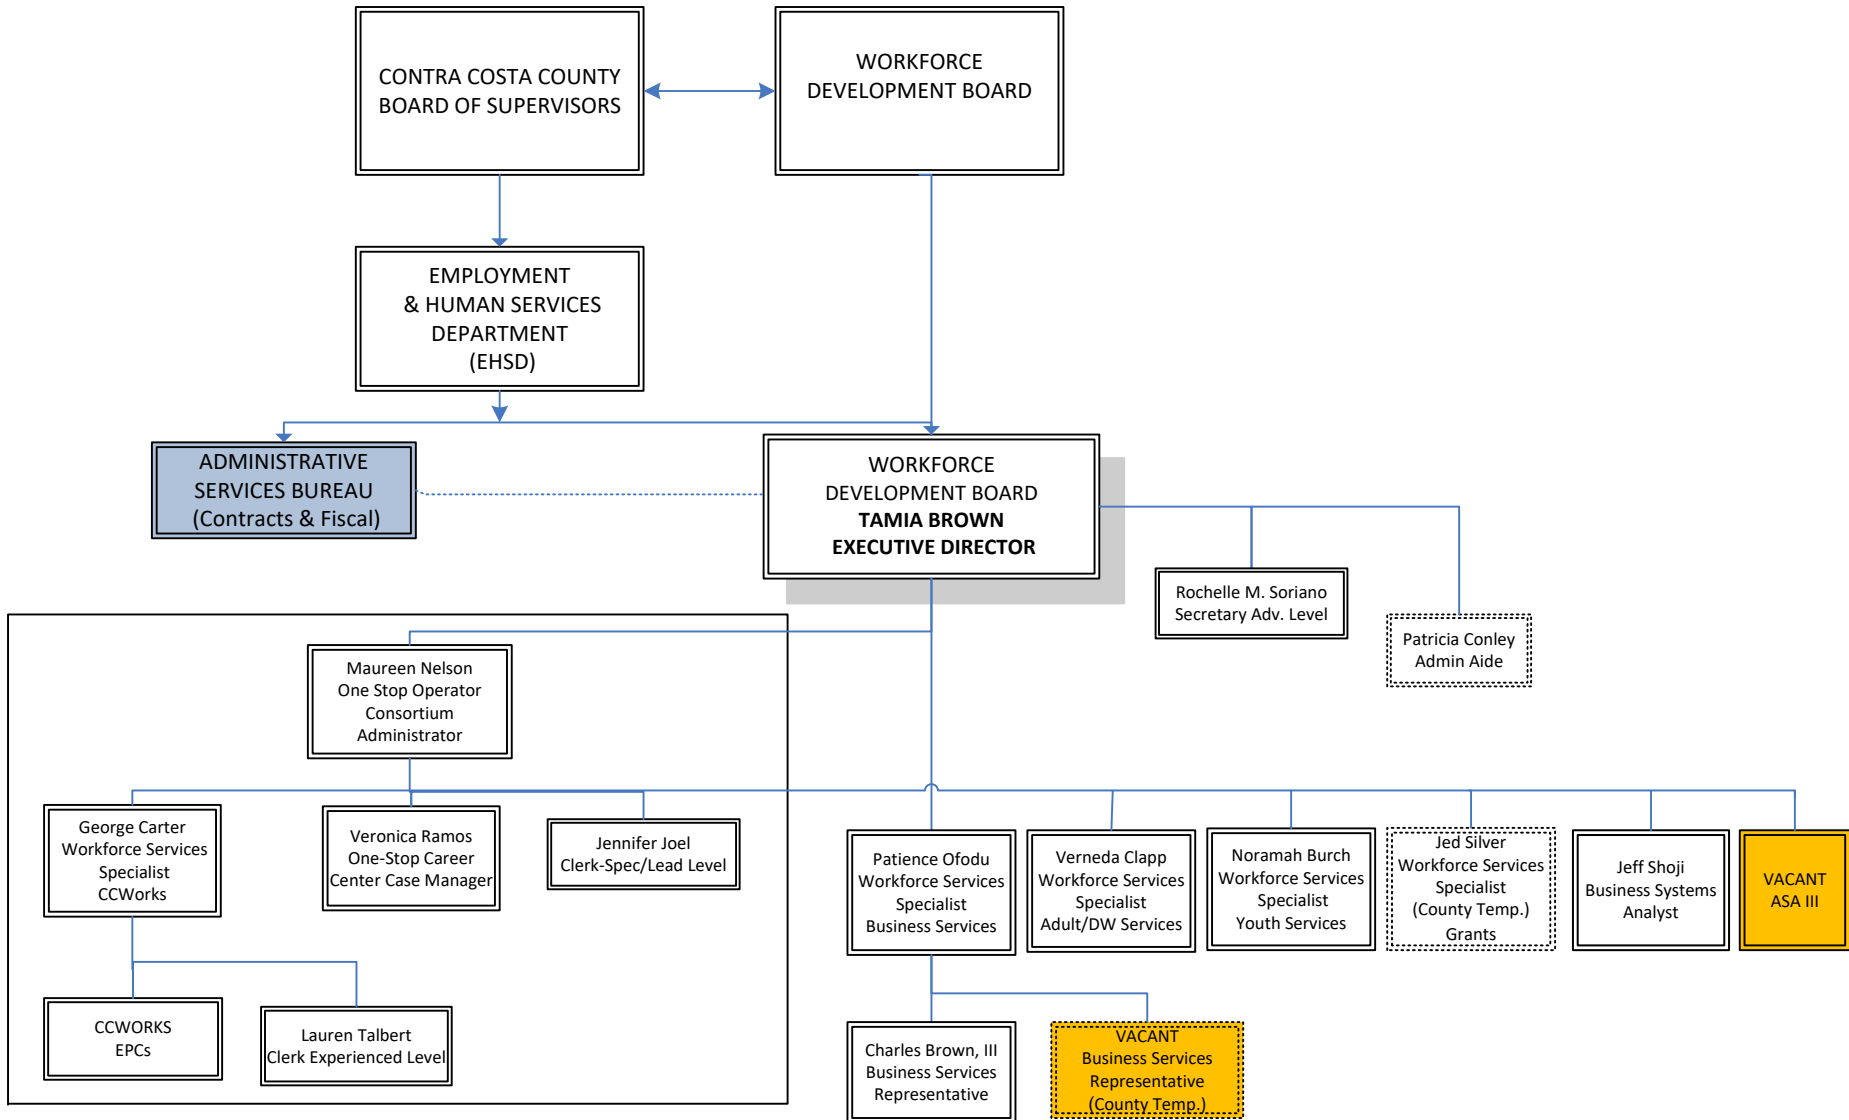 CONTRA COSTA COUNTY
BOARD OF SUPERVISORS
WORKFORCE
DEVELOPMENT BOARD
EMPLOYMENT
& HUMAN SERVICES
DEPARTMENT
(EHSD)
ADMINISTRATIVE
SERVICES BUREAU
(Contracts & Fiscal)
WORKFORCE
DEVELOPMENT BOARD
TAMIA BROWN
EXECUTIVE DIRECTOR
Rochelle M. Soriano
Secretary Adv. Level
Patricia Conley
Admin Aide
Maureen Nelson
One Stop Operator
Consortium
Administrator
George Carter
Workforce Services
Specialist
CCWorks
Veronica Ramos
One-Stop Career
Center Case Manager
Jennifer Joel
Clerk-Spec/Lead Level
Patience Ofodu
Workforce Services
Specialist
Business Services
Verneda Clapp
Workforce Services
Specialist
Adult/DW Services
Noramah Burch
Workforce Services
Specialist
Youth Services
Jed Silver
Workforce Services
Specialist
(County Temp.)
Grants
Jeff Shoji
Business Systems
Analyst
VACANT
ASA III
CCWORKS
EPCs
Lauren Talbert
Clerk Experienced Level
Charles Brown, III
Business Services
Representative
VACANT
Business Services
Representative
(County Temp.)